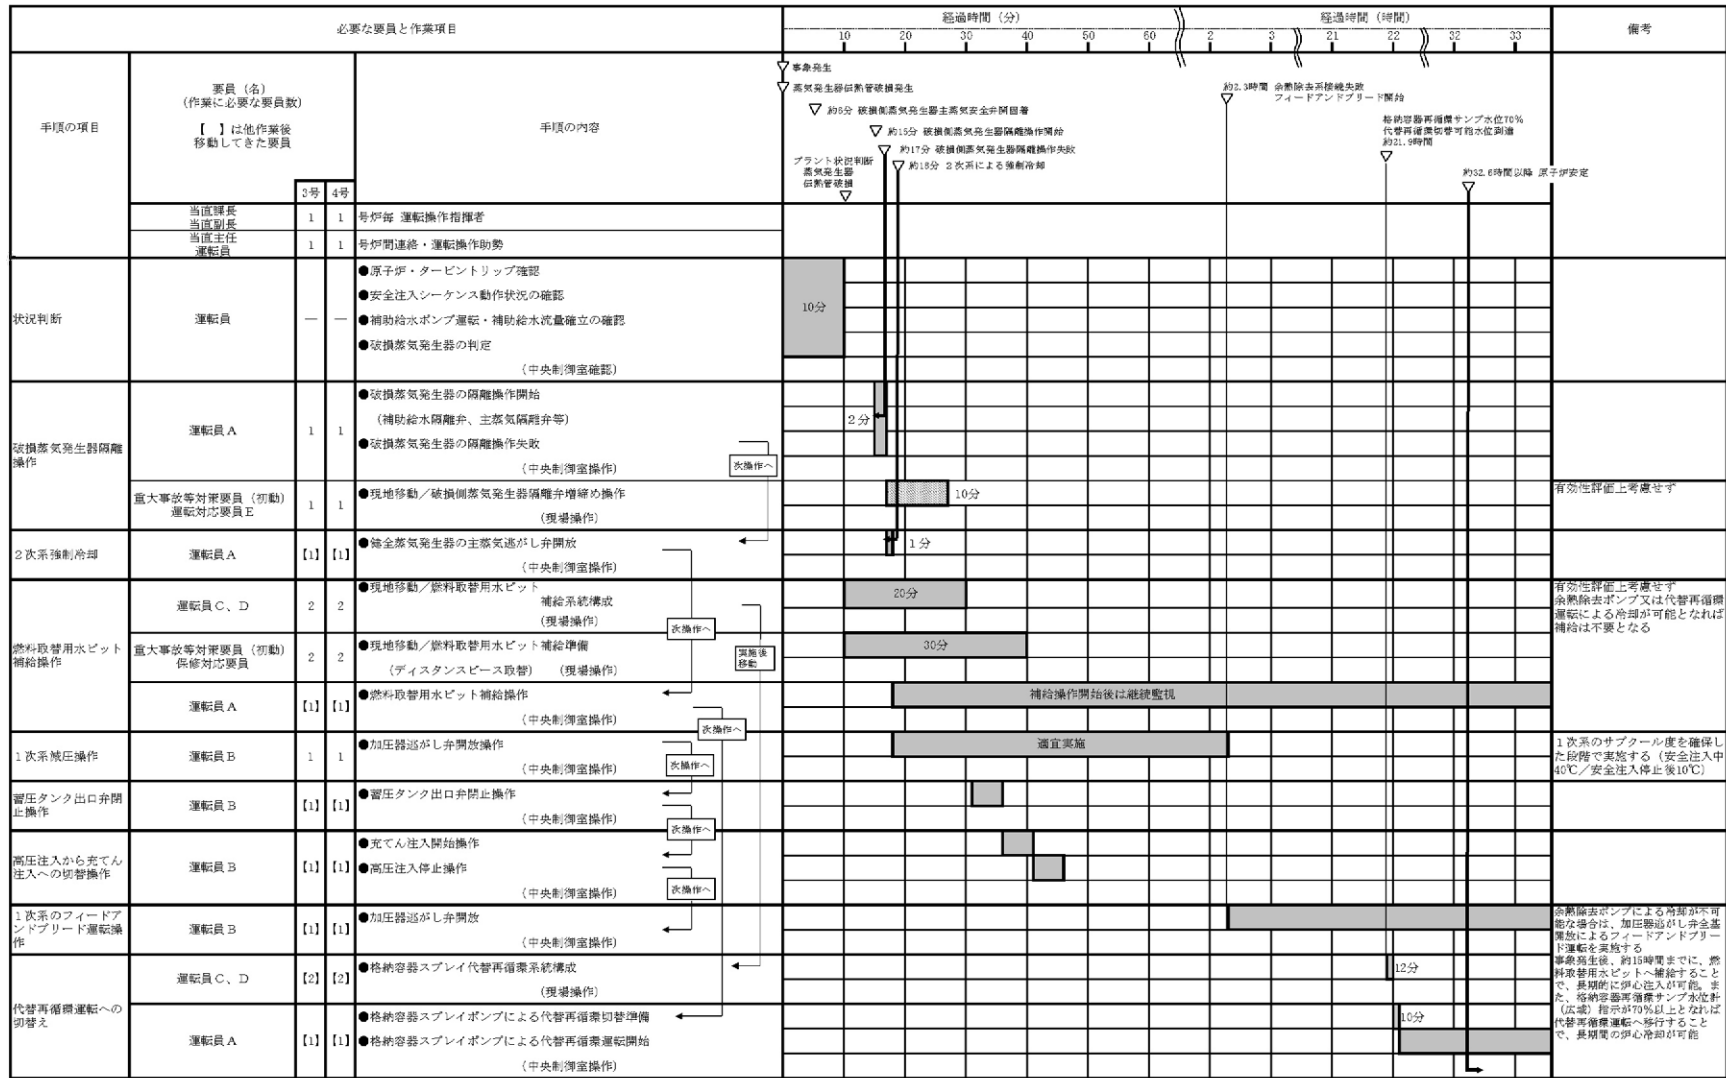 必要な要員と作業項目
経過時間（分）
経過時間（時間）
備考
10
20
30
40
50
60
2
3
21
22
32
33
手順の項目
要員（名）
（作業に必要な要員数）
【　】は他作業後
移動してきた要員
3号
4号
手順の内容
事象発生
蒸気発生器伝熱管破損発生
破損側蒸気発生器主蒸気安全弁開固着
約15分 破損側蒸気発生器隔離操作開始
約17分 破損側蒸気発生器隔離操作失敗
約18分 2次系による強制冷却
プラント状況判断
蒸気発生器
伝熱管破損
約2.3時間 余熱除去系接続失敗
フィードアンドブリード開始
格納容器再循環サンプ水位70%
代替再循環切替可能水位到達
約21.9時間
約32.6時間以降 原子炉安定
当直課長
当直副長
1
1
号炉毎 運転操作指揮者
当直主任
運転員
1
1
号炉間連絡・運転操作助勢
状況判断
運転員
―
―
●原子炉・タービントリップ確認
●安全注入シーケンス動作状況の確認
●補助給水ポンプ運転・補助給水流量確立の確認
●破損蒸気発生器の判定
（中央制御室確認）
10分
破損蒸気発生器隔離
操作
運転員A
1
1
●破損蒸気発生器の隔離操作開始
（補助給水隔離弁、主蒸気隔離弁等）
●破損蒸気発生器の隔離操作失敗
（中央制御室操作）
次操作へ
2分
重大事故等対策要員（初動）
運転対応要員E
1
1
●現地移動／破損側蒸気発生器隔離弁増締め操作
（現場操作）
10分
有効性評価上考慮せず
2次系強制冷却
運転員A
【1】
【1】
●健全蒸気発生器の主蒸気逃がし弁開放
（中央制御室操作）
1分
燃料取替用水ピット
補給操作
運転員C、D
2
2
●現地移動／燃料取替用水ピット
補給系統構成
（現場操作）
次操作へ
20分
有効性評価上考慮せず
余熱除去ポンプ又は代替再循環
運転による冷却が可能となれば
補給は不要となる
重大事故等対策要員（初動）
保修対応要員
2
2
●現地移動／燃料取替用水ピット補給準備
（ディスタンスピース取替）　（現場操作）
実施後
移動
30分
運転員A
【1】
【1】
●燃料取替用水ピット補給操作
（中央制御室操作）
次操作へ
補給操作開始後は継続監視
1次系減圧操作
運転員B
1
1
●加圧器逃がし弁開放操作
（中央制御室操作）
次操作へ
適宜実施
1次系のサブクール度を確保し
た段階で実施する（安全注入中
40℃／安全注入停止後10℃）
蓄圧タンク出口弁閉
止操作
運転員B
【1】
【1】
●蓄圧タンク出口弁閉止操作
（中央制御室操作）
次操作へ
高圧注入から充てん
注入への切替操作
運転員B
【1】
【1】
●充てん注入開始操作
●高圧注入停止操作
（中央制御室操作）
次操作へ
1次系のフィードア
ンドブリード運転操
作
運転員B
【1】
【1】
●加圧器逃がし弁開放
（中央制御室操作）
余熱除去ポンプによる冷却が不可
能な場合は、加圧器逃がし弁全基
開放によるフィードアンドブリー
ド運転を実施する
代替再循環運転への
切替え
運転員C、D
【2】
【2】
●格納容器スプレイ代替再循環系統構成
（現場操作）
12分
事象発生後、約15時間までに、燃
料取替用水ピットへ補給すること
で、長期的に炉心注入が可能。ま
た、格納容器再循環サンプ水位計
（広域）指示が70%以上となれば
代替再循環運転へ移行すること
で、長期間の炉心冷却が可能
運転員A
【1】
【1】
●格納容器スプレイポンプによる代替再循環切替準備
●格納容器スプレイポンプによる代替再循環運転開始
（中央制御室操作）
10分